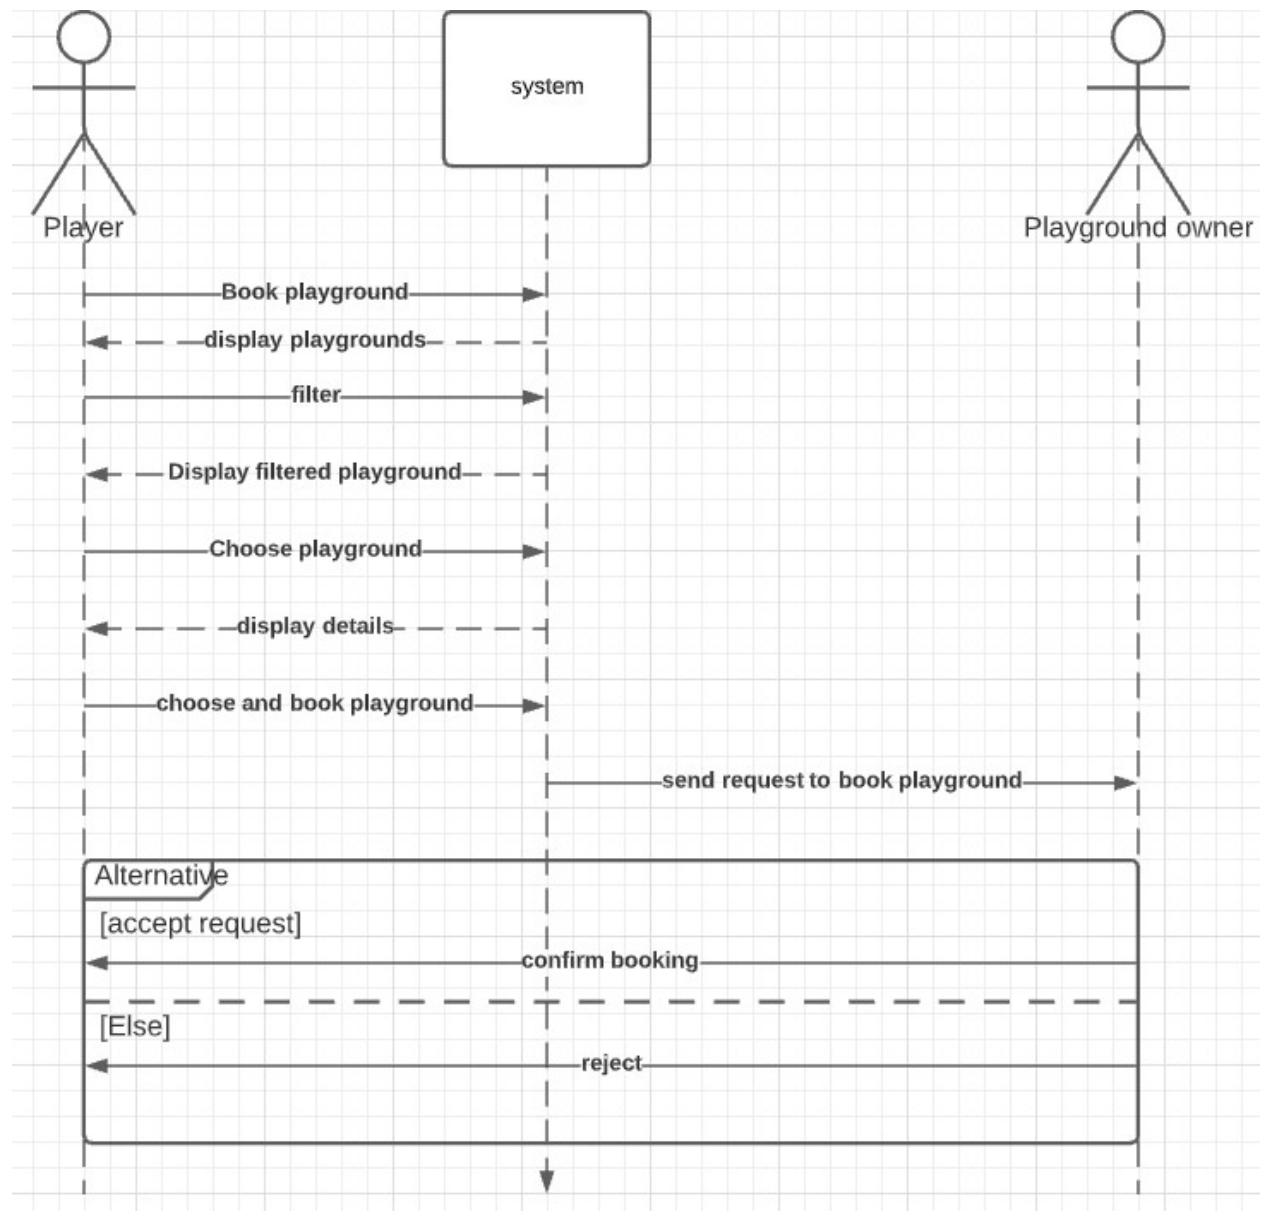 system
Player
Playground owner
Book playground
display playgrounds
filter
Display filtered playground
Choose playground
display details
choose and book playground
send request to book playground
Alternative
[accept request]
confirm booking
[Else]
reject